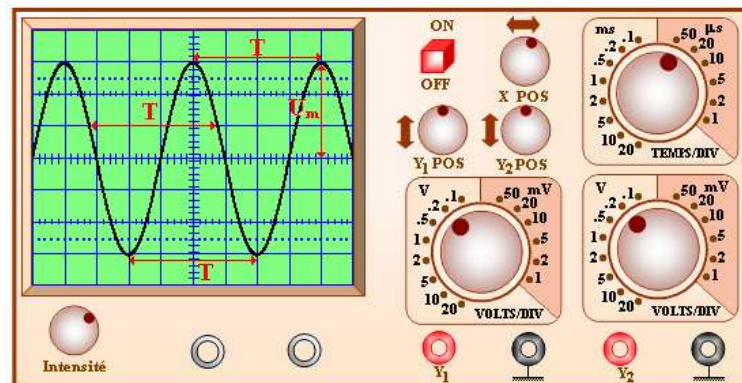 T
T
U_m
T
Intensité
ON
OFF
X POS
Y₁ POS
Y₂ POS
ms
μs
.1
.2
.5
1
2
5
10
20
50
20
10
5
2
1
TEMPS/DIV
V
mV
.1
.2
.5
1
2
5
10
20
50
20
10
5
2
1
VOLTS/DIV
V
mV
.1
.2
.5
1
2
5
10
20
50
20
10
5
2
1
VOLTS/DIV
Y₁
Y₂